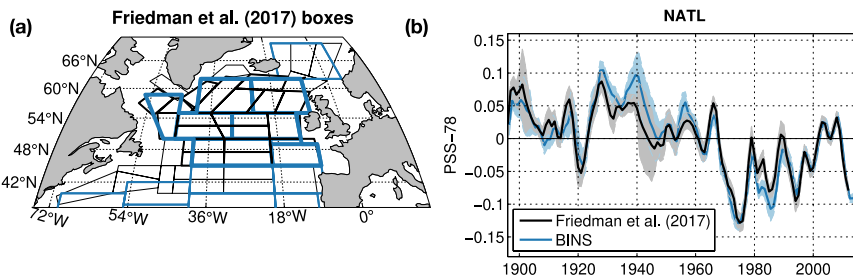 (a)
Friedman et al. (2017) boxes
66°N
60°N
54°N
48°N
42°N
72°W
54°W
36°W
18°W
0°
(b)
NATL
PSS-78
0.15
0.1
0.05
0
-0.05
-0.1
-0.15
Friedman et al. (2017)
BINS
1900
1920
1940
1960
1980
2000